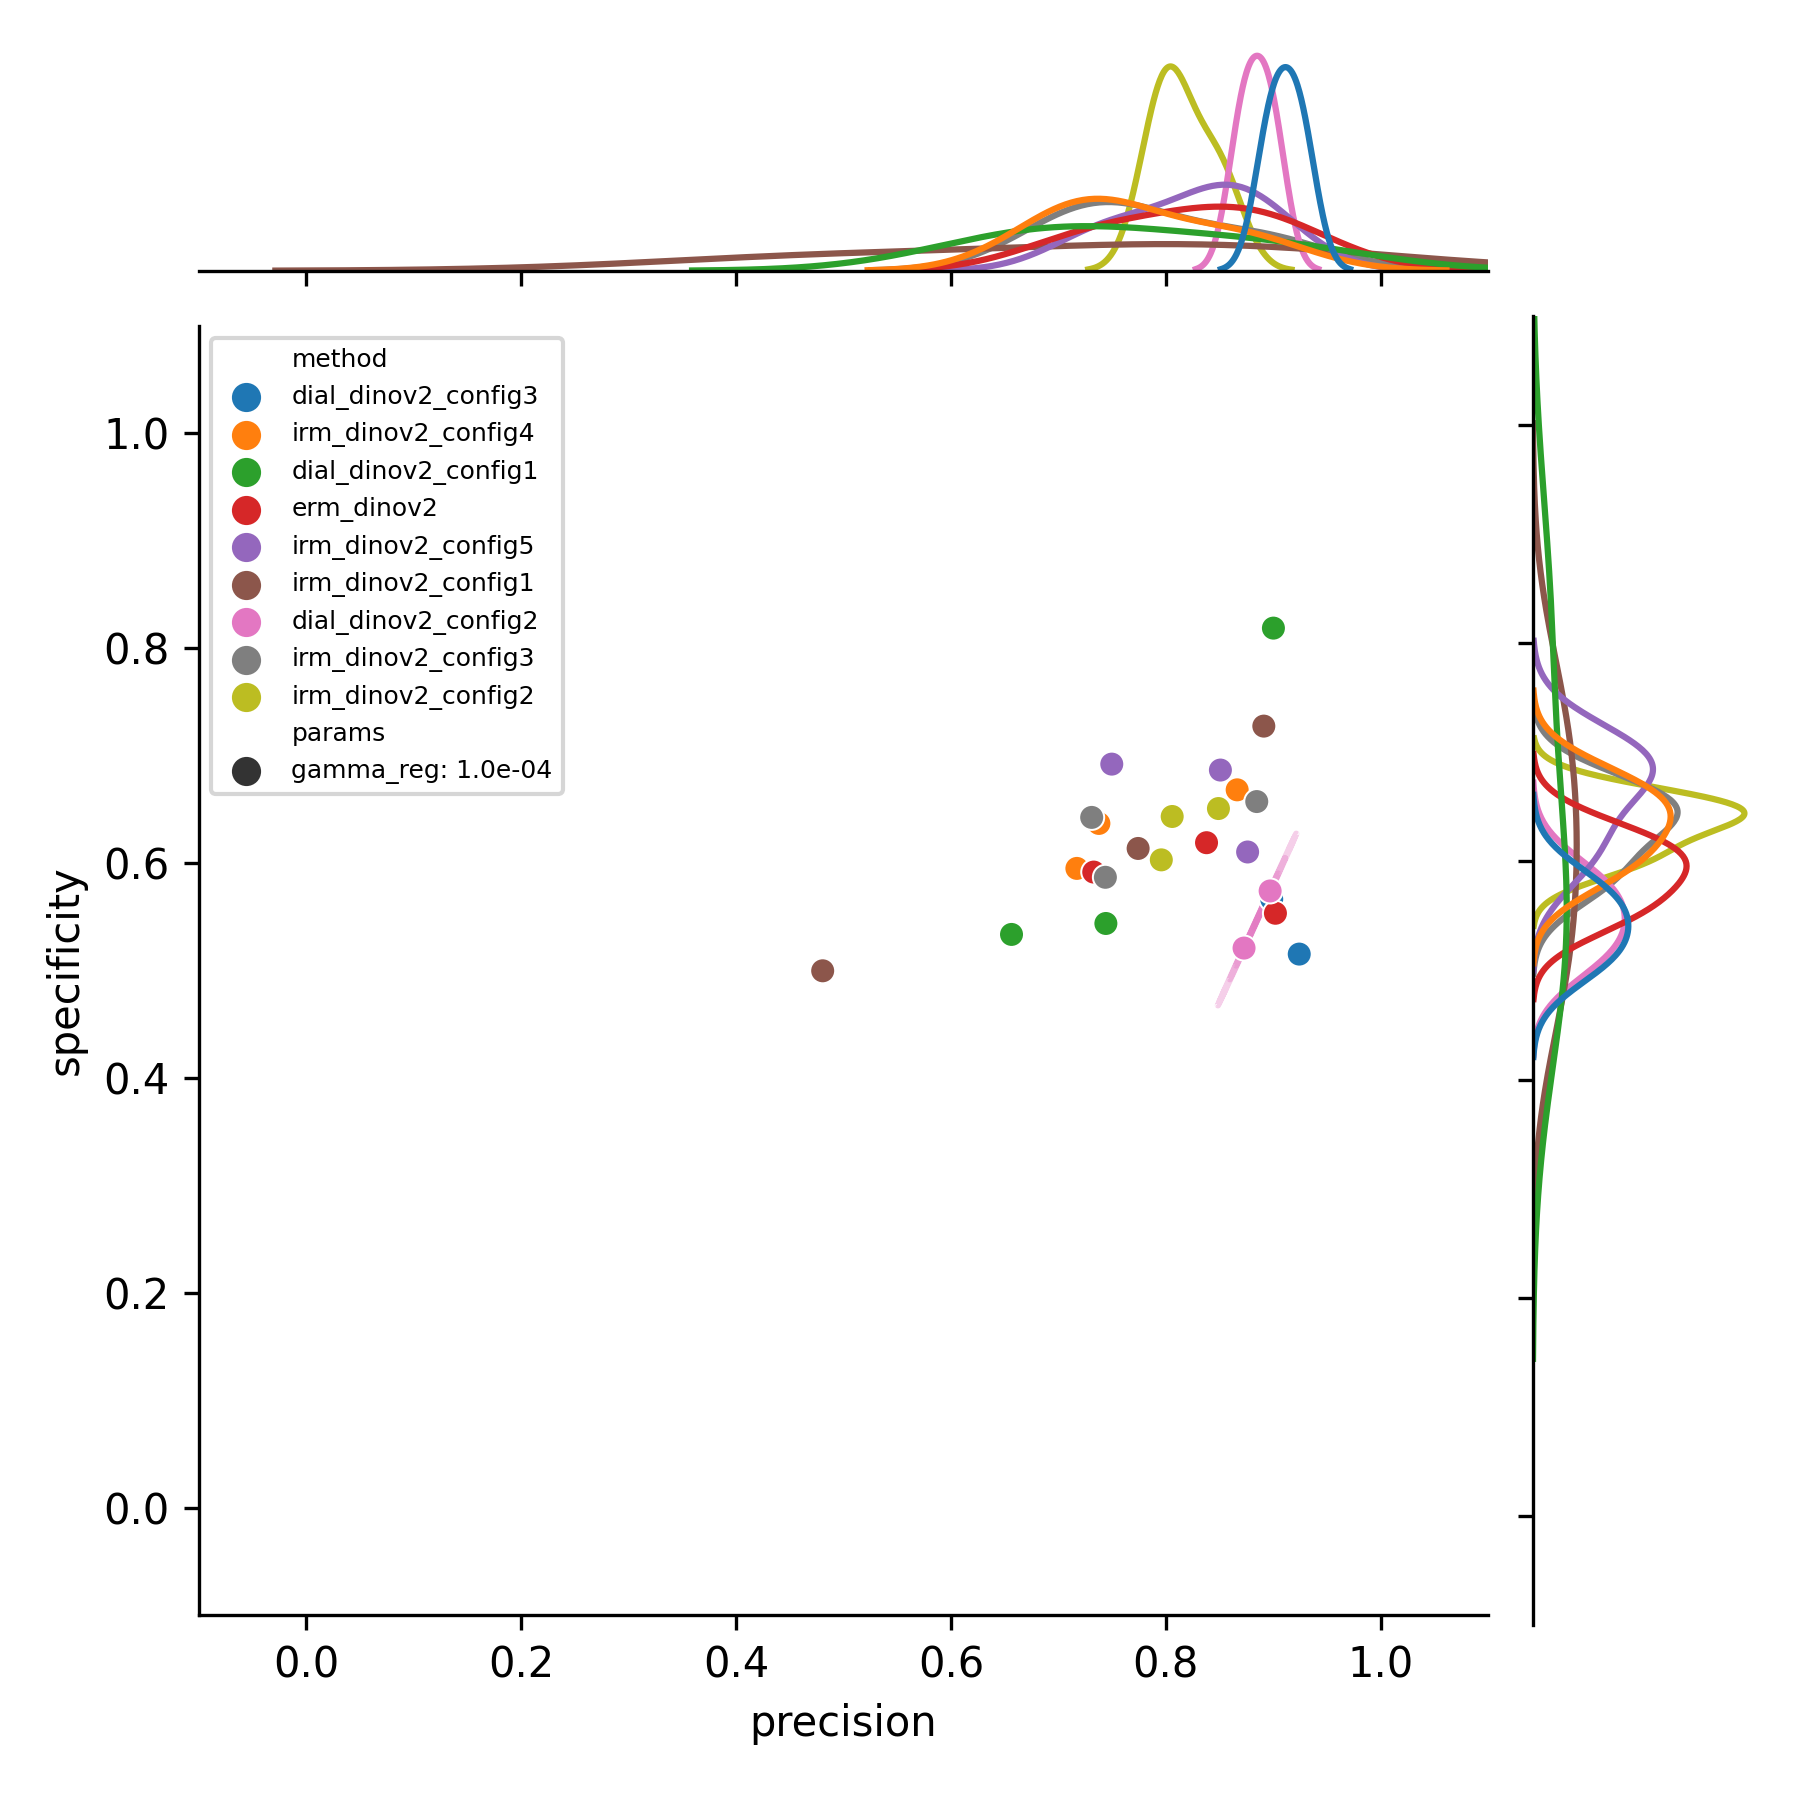 method
dial_dinov2_config3
irm_dinov2_config4
dial_dinov2_config1
erm_dinov2
irm_dinov2_config5
irm_dinov2_config1
dial_dinov2_config2
irm_dinov2_config3
irm_dinov2_config2
params
gamma_reg: 1.0e-04
1.0
0.8
0.6
0.4
0.2
0.0
specificity
0.0 0.2 0.4 0.6 0.8 1.0
precision